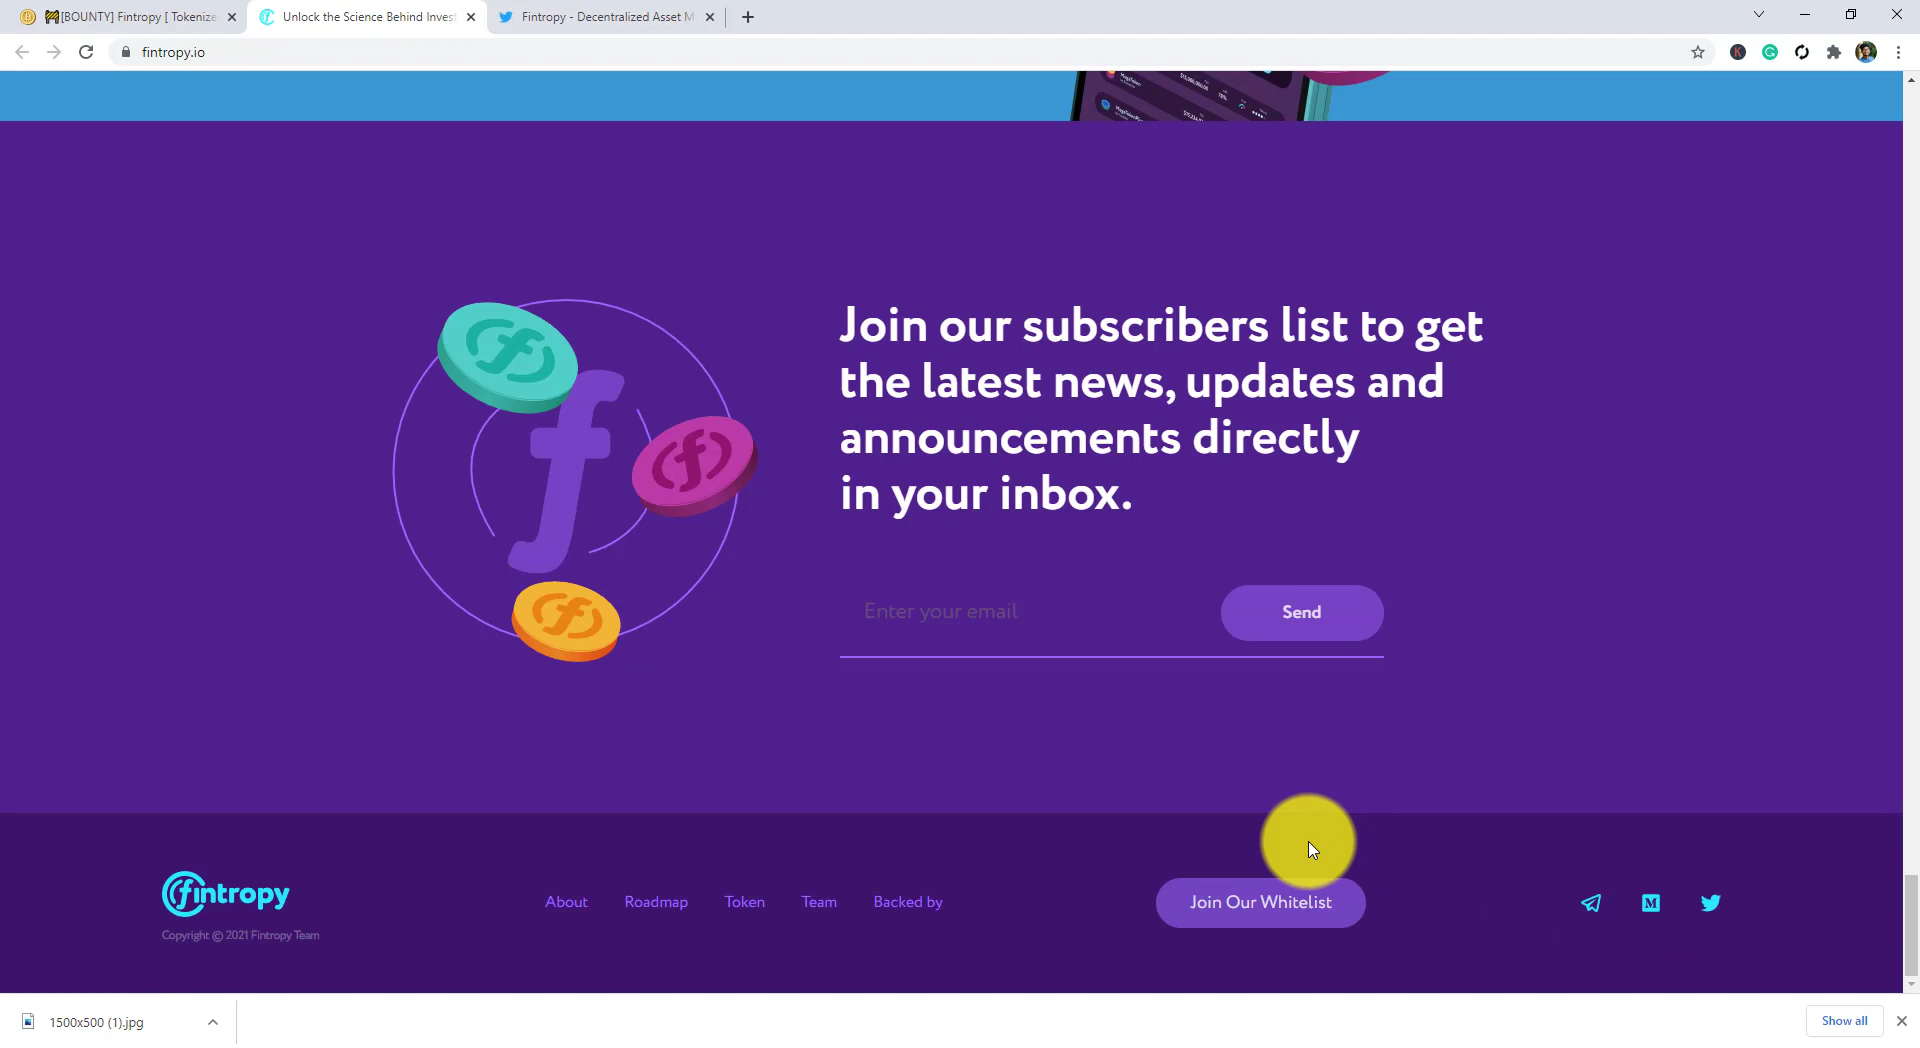 [BOUNTY] Fintropy [ Tokenize
Unlock the Science Behind Invest
Fintropy - Decentralized Asset M
fintropy.io
Join our subscribers list to get
the latest news, updates and
announcements directly
in your inbox.
Enter your email
Send
fintropy
Copyright © 2021 Fintropy Team
About
Roadmap
Token
Team
Backed by
Join Our Whitelist
1500x500 (1).jpg
Show all